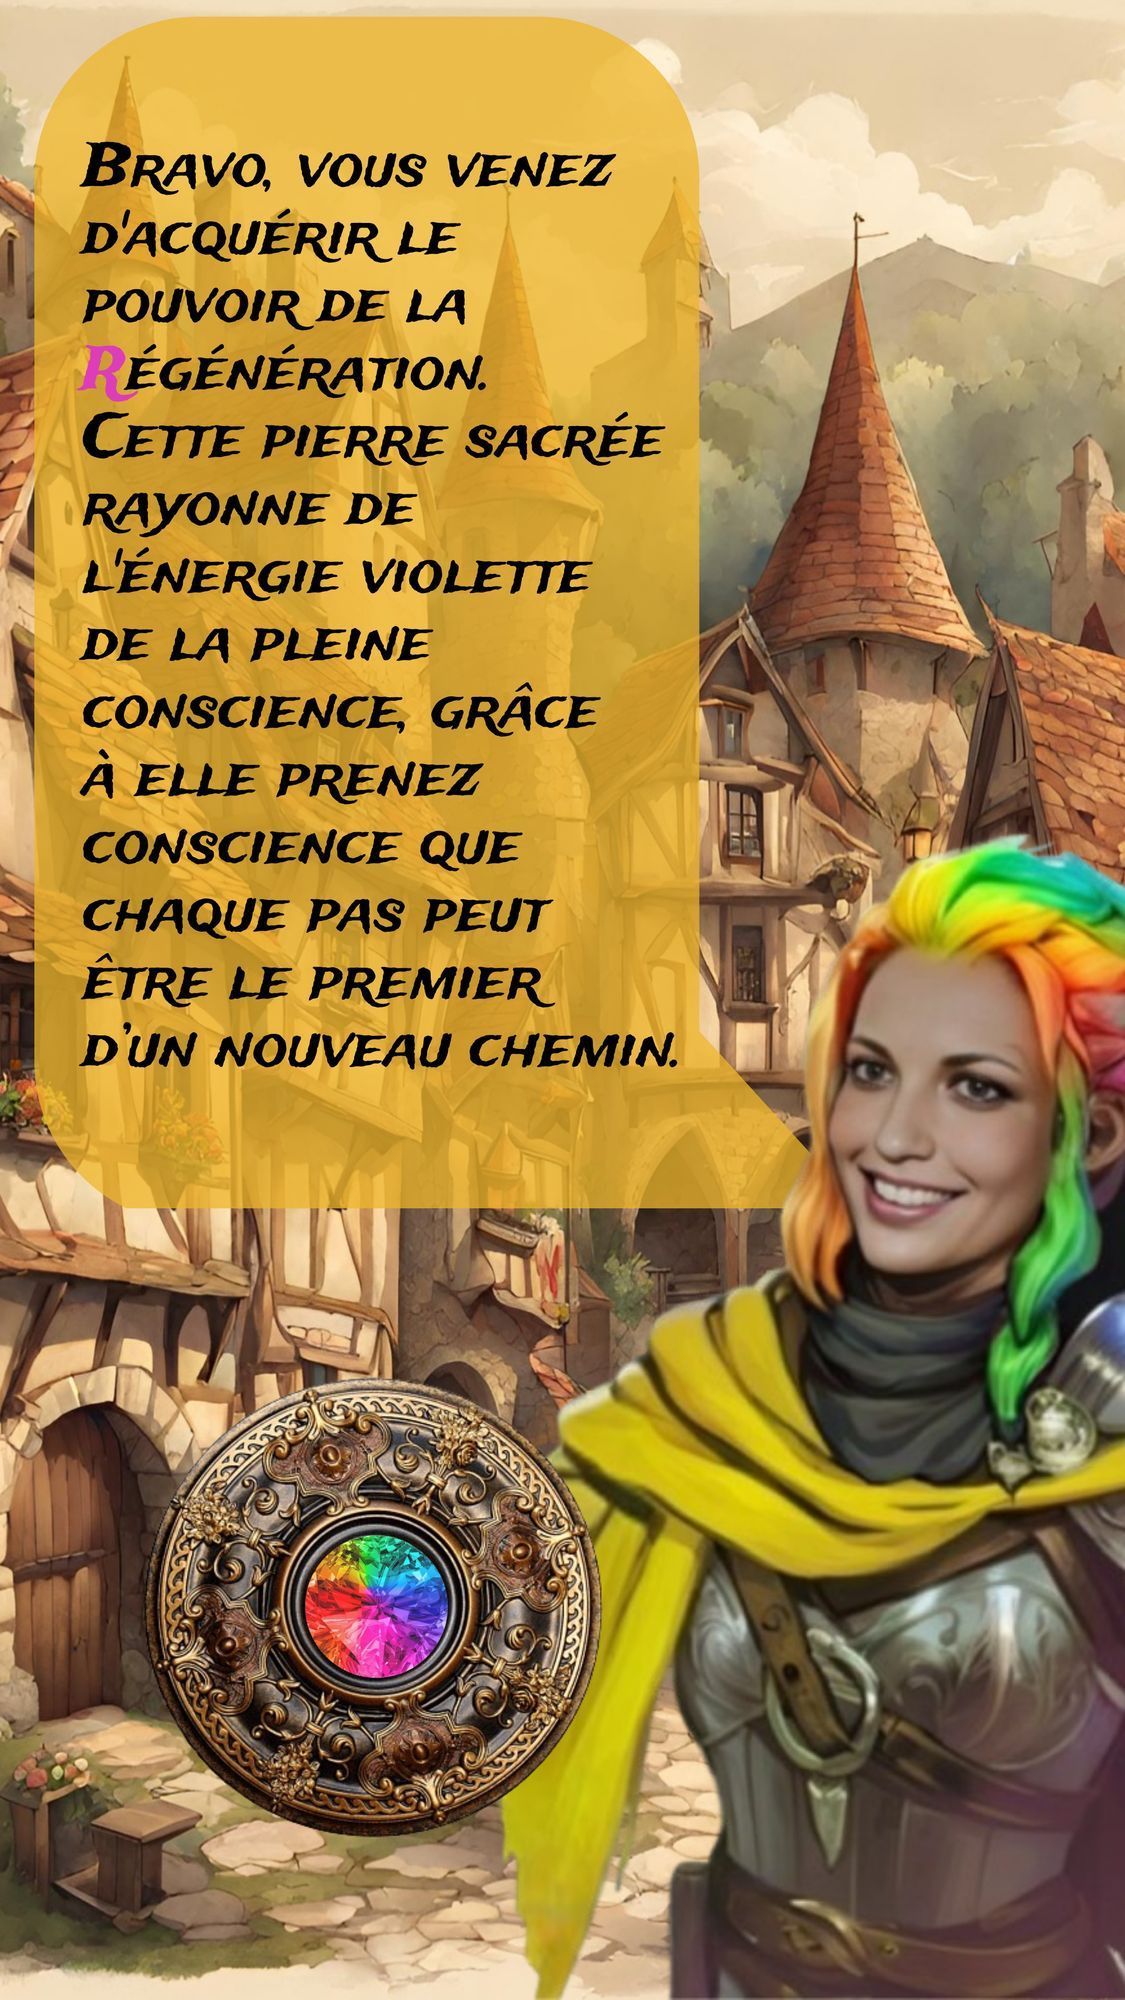 Bravo, vous venez
d'acquérir le
pouvoir de la
Régénération.
Cette pierre sacrée
rayonne de
l'énergie violette
de la pleine
conscience, grâce
à elle prenez
conscience que
chaque pas peut
être le premier
d’un nouveau chemin.